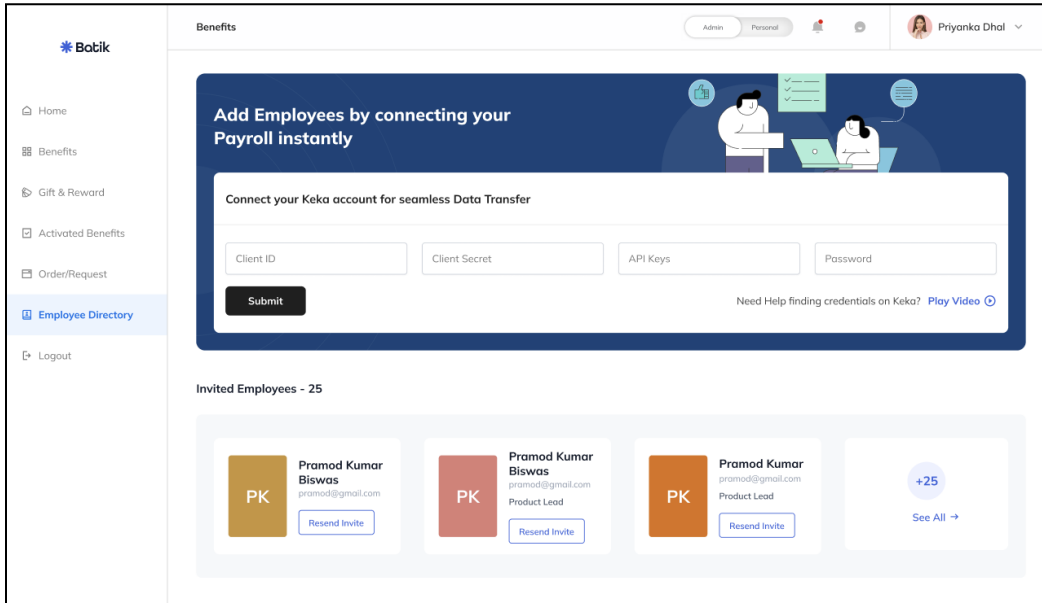 Batik
Home
Benefits
Gift & Reward
Activated Benefits
Order/Request
Employee Directory
Logout
Benefits
Admin
Personal
Priyanka Dhal
Add Employees by connecting your
Payroll instantly
Connect your Keka account for seamless Data Transfer
Client ID
Client Secret
API Keys
Password
Submit
Need Help finding credentials on Keka? Play Video
Invited Employees - 25
PK
Pramod Kumar
Biswas
pramod@gmail.com
Resend Invite
PK
Pramod Kumar
Biswas
pramod@gmail.com
Product Lead
Resend Invite
PK
Pramod Kumar
pramod@gmail.com
Product Lead
Resend Invite
+25
See All →